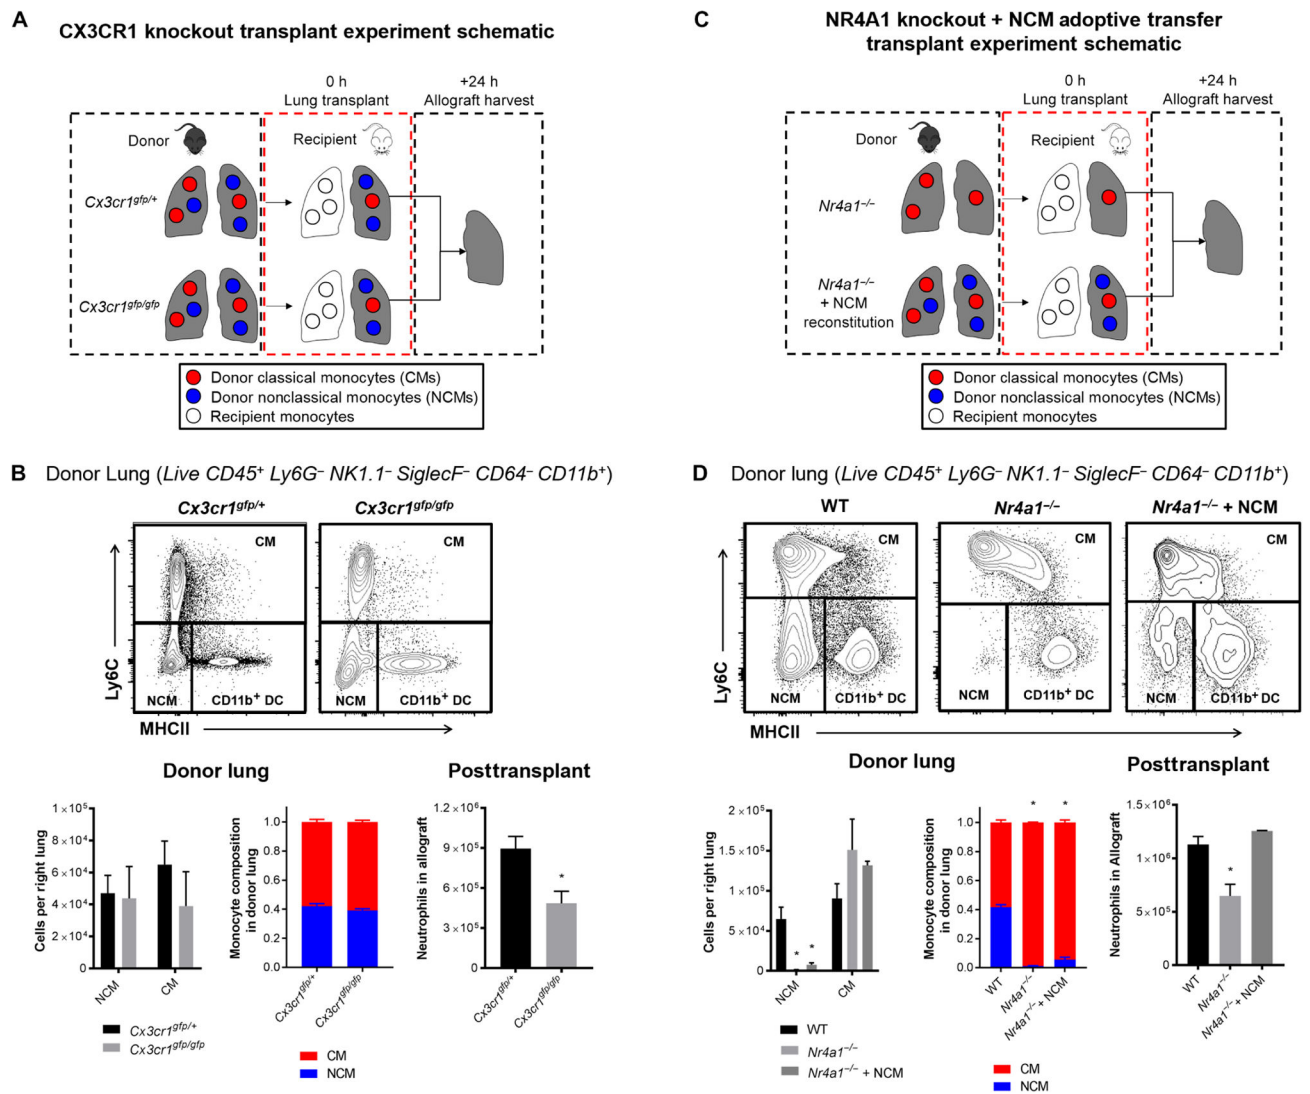 A
CX3CR1 knockout transplant experiment schematic
0 h
Lung transplant
+24 h
Allograft harvest
Donor
Recipient
Cx3cr1gfp/+
Cx3cr1gfp/gfp
Donor classical monocytes (CMs)
Donor nonclassical monocytes (NCMs)
Recipient monocytes
B
Donor Lung (Live CD45+ Ly6G– NK1.1– SiglecF– CD64– CD11b+)
Cx3cr1gfp/+
Cx3cr1gfp/gfp
CM
CM
Ly6C
NCM
CD11b+ DC
NCM
CD11b+ DC
MHCII
Donor lung
Posttransplant
Cells per right lung
1×10⁵
8×10⁴
6×10⁴
4×10⁴
2×10⁴
0
NCM
CM
Cx3cr1gfp/+
Cx3cr1gfp/gfp
Monocyte composition
in donor lung
1.0
0.8
0.6
0.4
0.2
0.0
Cx3cr1gfp/+
Cx3cr1gfp/gfp
CM
NCM
Neutrophils in allograft
1.2×10⁶
9×10⁵
6×10⁵
3×10⁵
0
*
Cx3cr1gfp/+
Cx3cr1gfp/gfp
C
NR4A1 knockout + NCM adoptive transfer
transplant experiment schematic
0 h
Lung transplant
+24 h
Allograft harvest
Donor
Recipient
Nr4a1–/–
Nr4a1–/–
+ NCM
reconstitution
Donor classical monocytes (CMs)
Donor nonclassical monocytes (NCMs)
Recipient monocytes
D
Donor lung (Live CD45+ Ly6G– NK1.1– SiglecF– CD64– CD11b+)
WT
Nr4a1–/–
Nr4a1–/– + NCM
CM
CM
CM
Ly6C
NCM
CD11b+ DC
NCM
CD11b+ DC
NCM
CD11b+ DC
MHCII
Donor lung
Posttransplant
Cells per right lung
2×10⁵
1.5×10⁵
1×10⁵
5×10⁴
0
*
*
NCM
CM
WT
Nr4a1–/–
Nr4a1–/– + NCM
Monocyte composition
in donor lung
1.0
0.8
0.6
0.4
0.2
0.0
*
*
WT
Nr4a1–/–
Nr4a1–/– + NCM
CM
NCM
Neutrophils in Allograft
1.5×10⁶
1×10⁶
5×10⁵
0
*
WT
Nr4a1–/–
Nr4a1–/– + NCM